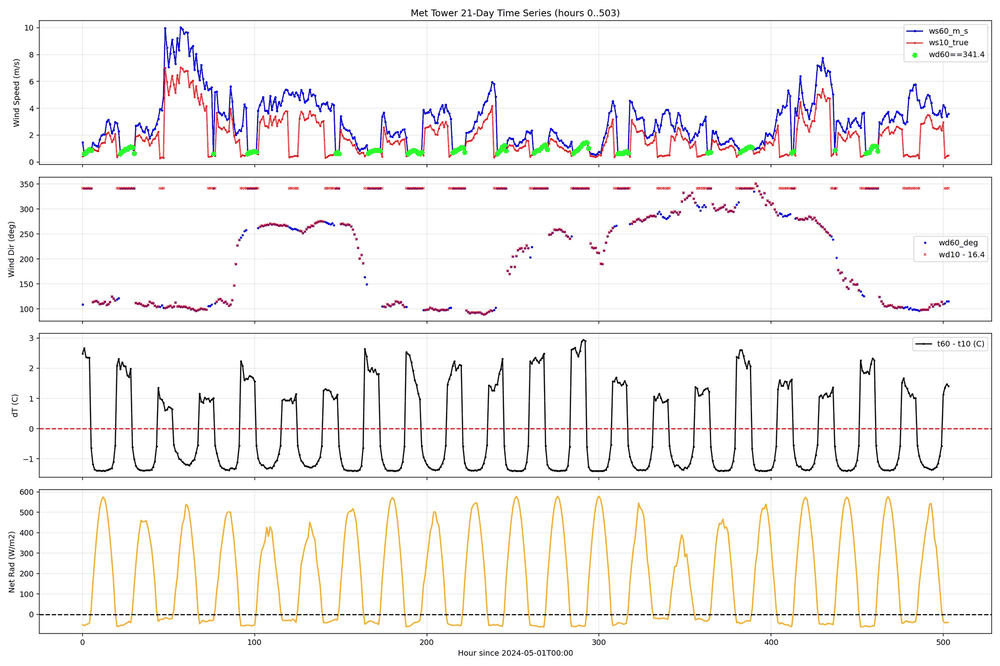 Met Tower 21-Day Time Series (hours 0..503)
Wind Speed (m/s)
10
8
6
4
2
0
ws60_m_s
ws10_true
wd60==341.4
Wind Dir (deg)
350
300
250
200
150
100
wd60_deg
wd10 - 16.4
dT (C)
3
2
1
0
−1
t60 - t10 (C)
Net Rad (W/m2)
600
500
400
300
200
100
0
0 100 200 300 400 500
Hour since 2024-05-01T00:00